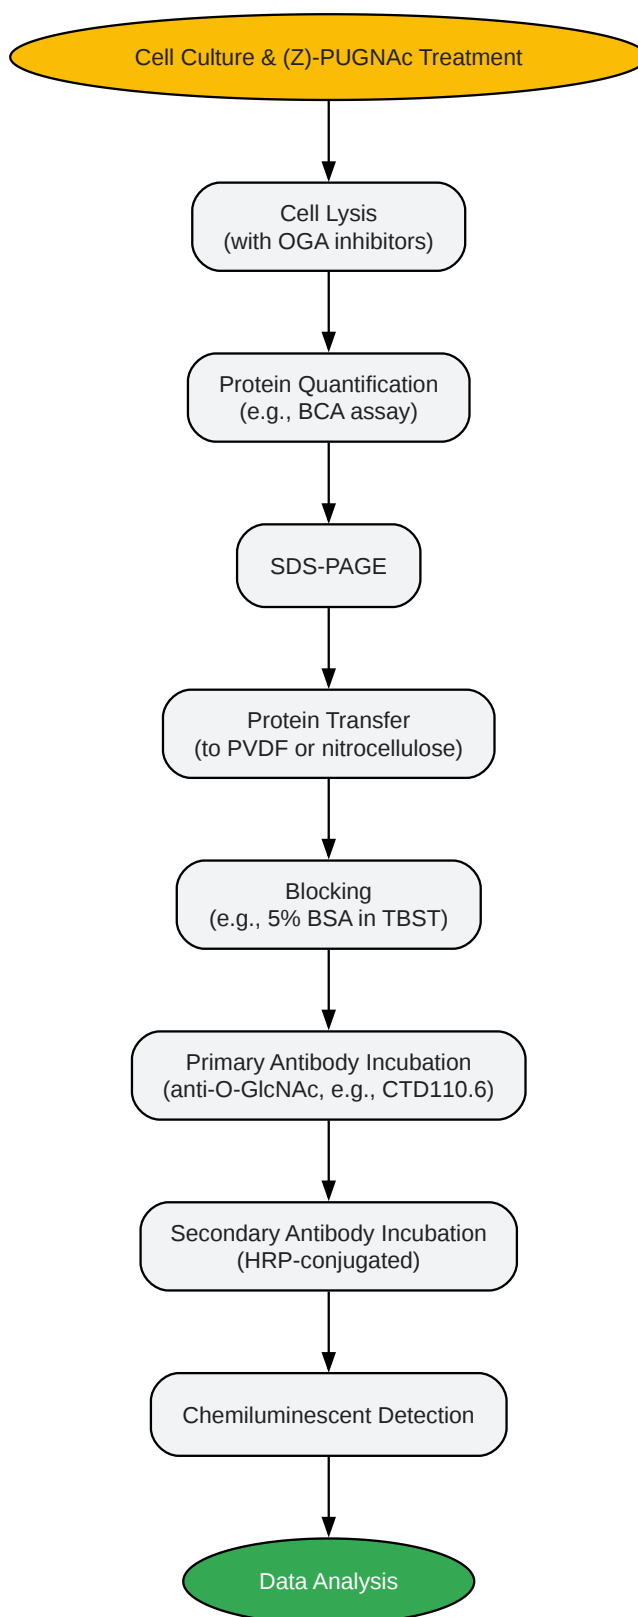 Cell Culture & (Z)-PUGNAc Treatment
Cell Lysis
(with OGA inhibitors)
Protein Quantification
(e.g., BCA assay)
SDS-PAGE
Protein Transfer
(to PVDF or nitrocellulose)
Blocking
(e.g., 5% BSA in TBST)
Primary Antibody Incubation
(anti-O-GlcNAc, e.g., CTD110.6)
Secondary Antibody Incubation
(HRP-conjugated)
Chemiluminescent Detection
Data Analysis